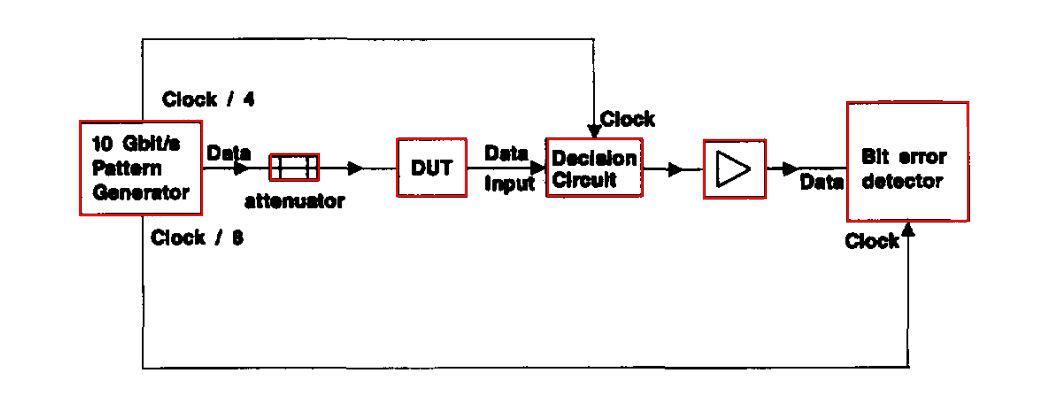 Clock / 4
Clock
10 Gbit/s
Pattern
Generator
Data
attenuator
DUT
Data
Input
Decision
Circuit
Data
Bit error
detector
Clock / 8
Clock